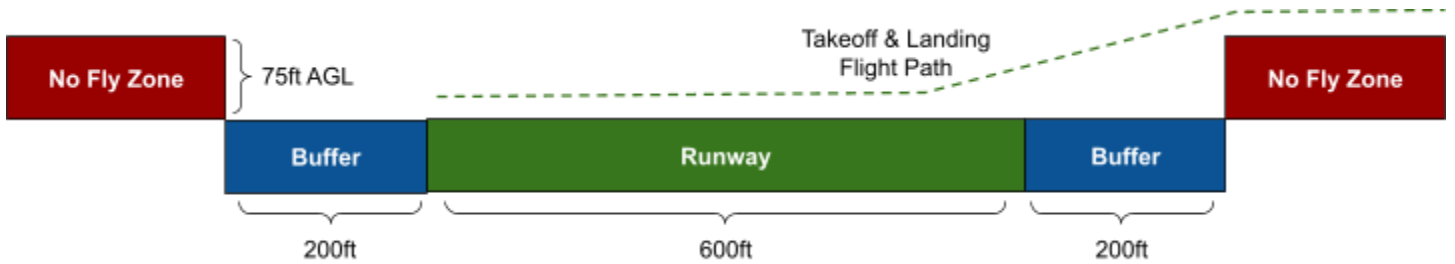 Takeoff & Landing
Flight Path
No Fly Zone
75ft AGL
No Fly Zone
Buffer
Runway
Buffer
200ft
600ft
200ft